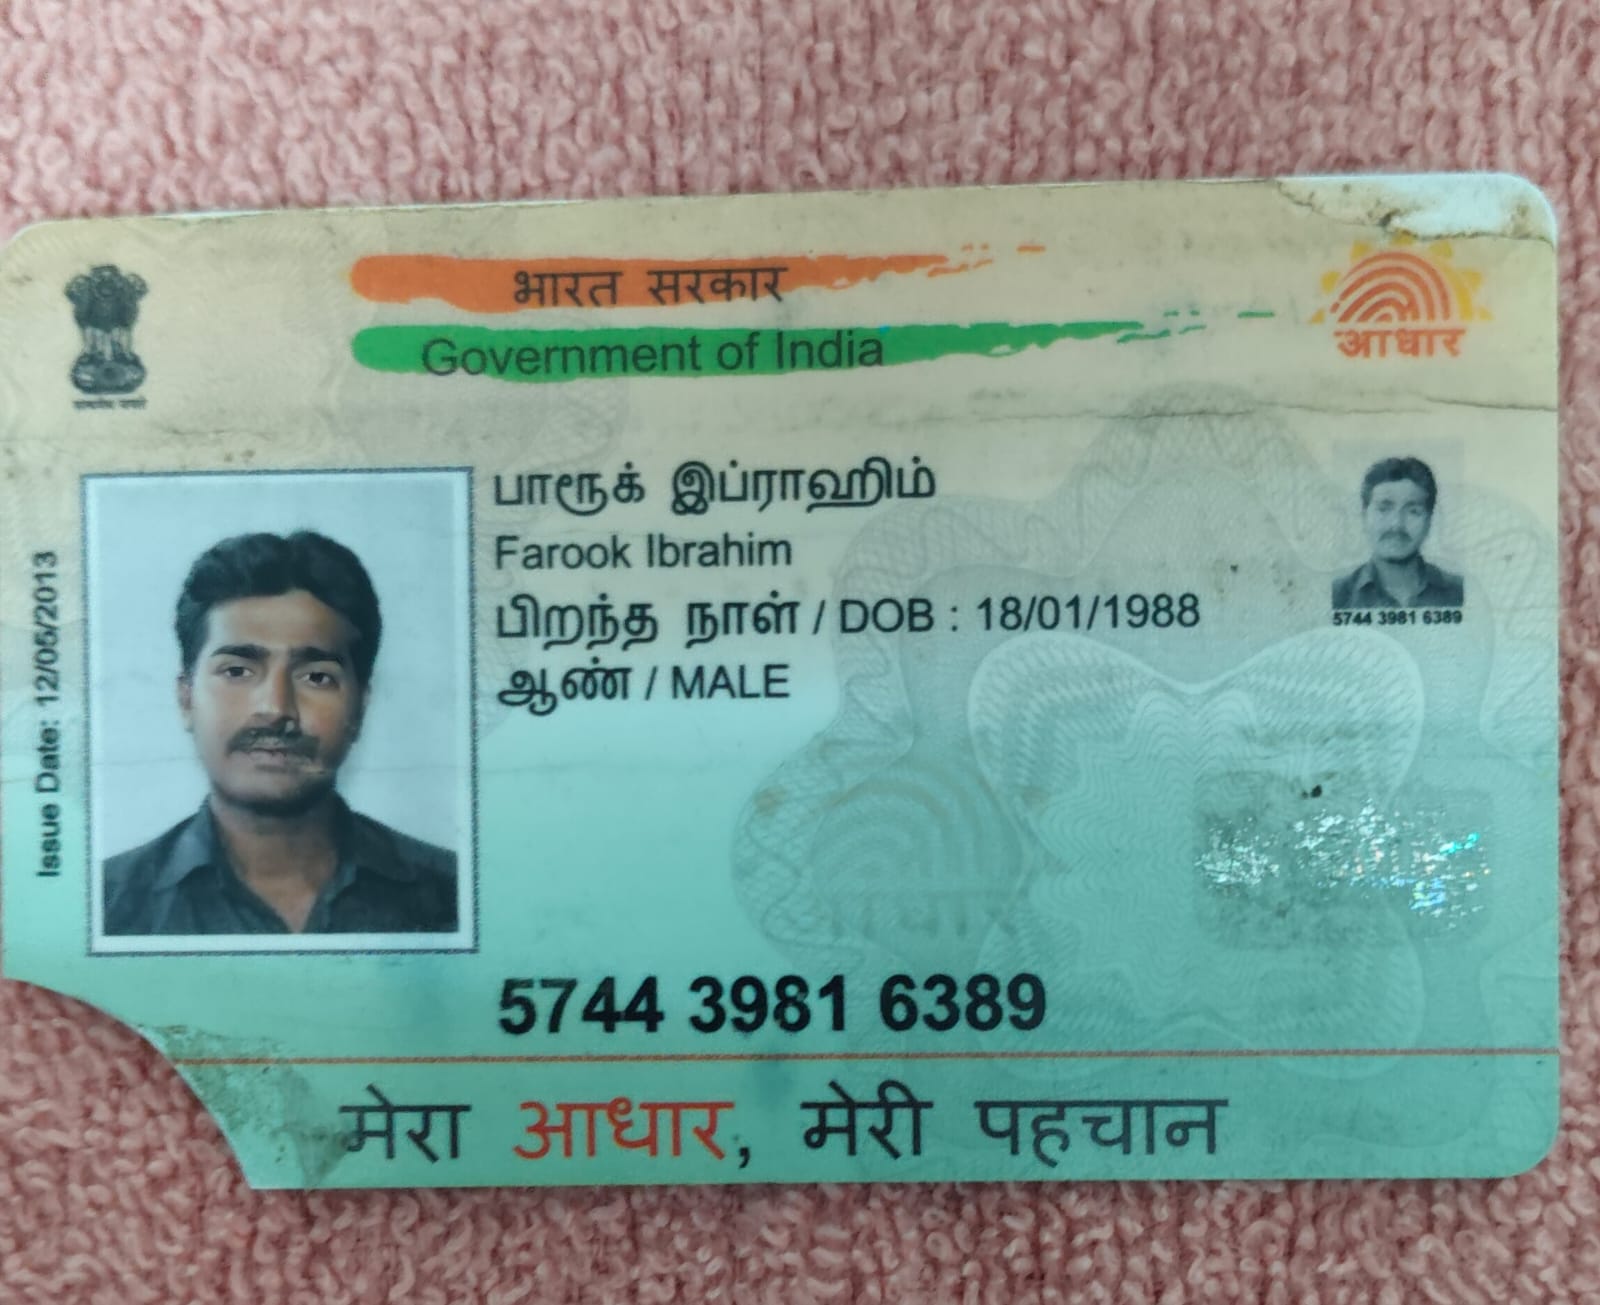 भारत सरकार
Government of India
आधार
Issue Date: 12/05/2013
பாரூக் இப்ராஹிம்
Farook Ibrahim
பிறந்த நாள் / DOB : 18/01/1988
ஆண் / MALE
5744 3981 6389
5744 3981 6389
मेरा आधार, मेरी पहचान